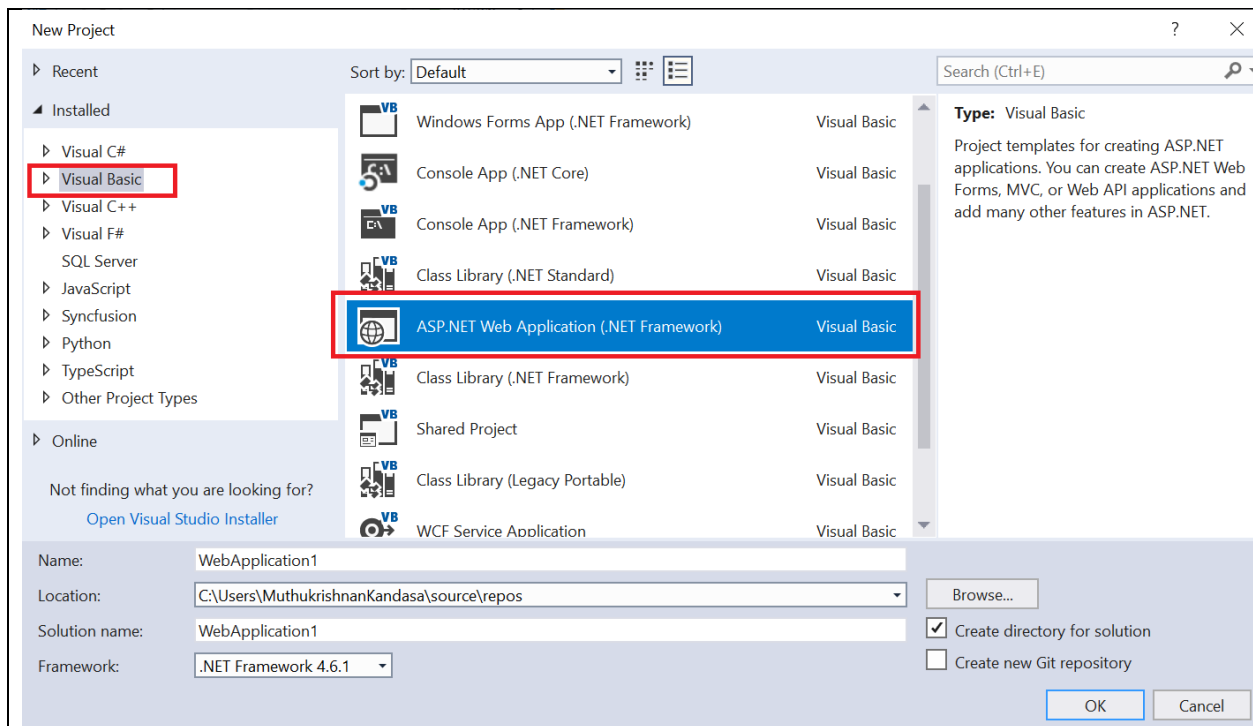 New Project
?
Recent
Installed
Visual C#
Visual Basic
Visual C++
Visual F#
SQL Server
JavaScript
Syncfusion
Python
TypeScript
Other Project Types
Online
Not finding what you are looking for?
Open Visual Studio Installer
Sort by: Default
VB
Windows Forms App (.NET Framework) Visual Basic
Console App (.NET Core) Visual Basic
VB
Console App (.NET Framework) Visual Basic
VB
Class Library (.NET Standard) Visual Basic
ASP.NET Web Application (.NET Framework) Visual Basic
VB
Class Library (.NET Framework) Visual Basic
VB
Shared Project Visual Basic
VB
Class Library (Legacy Portable) Visual Basic
VB
WCF Service Application Visual Basic
Search (Ctrl+E)
Type: Visual Basic
Project templates for creating ASP.NET
applications. You can create ASP.NET Web
Forms, MVC, or Web API applications and
add many other features in ASP.NET.
Name: WebApplication1
Location: C:\Users\MuthukrishnanKandasa\source\repos
Browse...
Solution name: WebApplication1
Create directory for solution
Framework: .NET Framework 4.6.1
Create new Git repository
OK Cancel